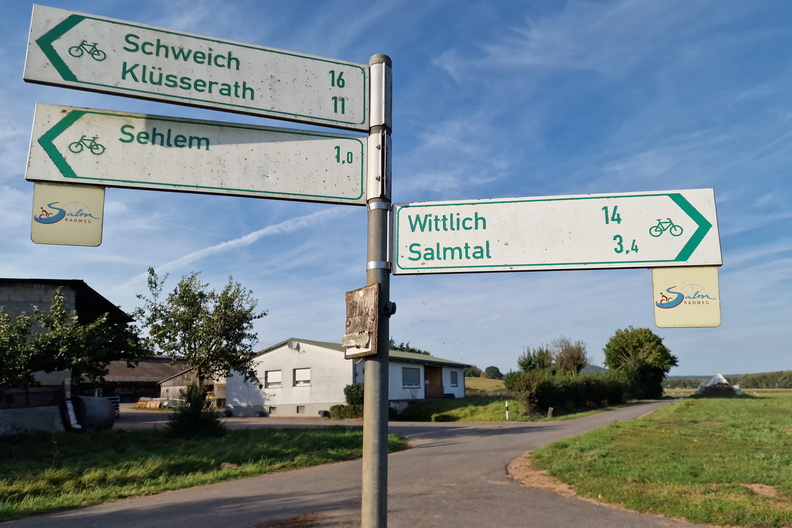 Schweich 16
Klüsserath 11
Sehlem 1,0
Salm
RADWEG
Wittlich 14
Salmtal 3,4
Salm
RADWEG